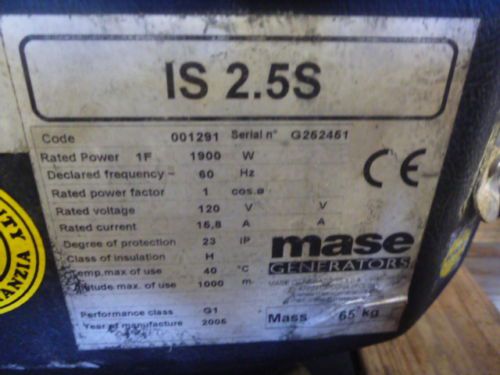 IS 2.5S
Code 001291 Serial n° G252451
Rated Power 1F 1900 W
Declared frequency 60 Hz
Rated power factor 1 cos.ø
Rated voltage 120 V V
Rated current 15,8 A A
Degree of protection 23 IP
Class of insulation H
Temp.max of use 40 °C
max. of use 1000 m
Performance class G1
Year of manufacture 2005
CE
mase
GENERATORS
Mass 65 kg